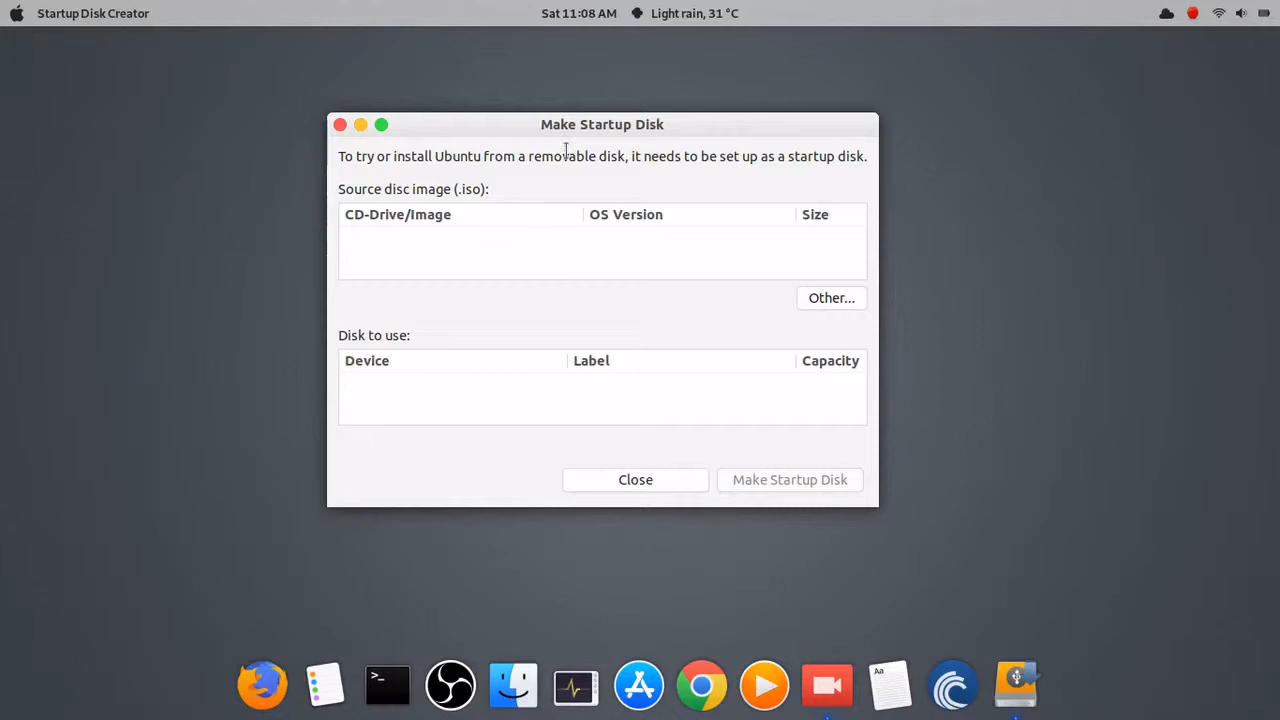 Startup Disk Creator
Sat 11:08 AM
Light rain, 31 °C
Make Startup Disk
To try or install Ubuntu from a removable disk, it needs to be set up as a startup disk.
Source disc image (.iso):
CD-Drive/Image OS Version Size
Other...
Disk to use:
Device Label Capacity
Close Make Startup Disk
>_
Aa